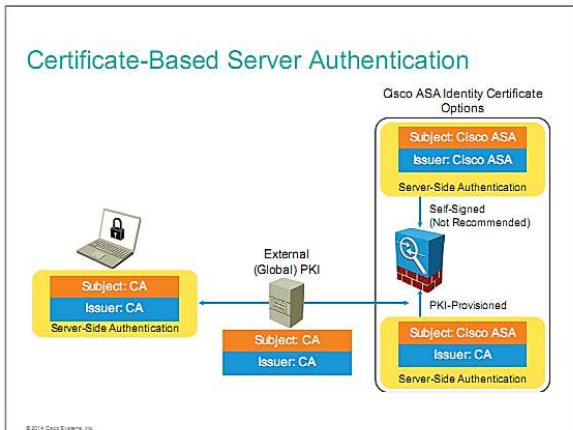 Certificate-Based Server Authentication
Cisco ASA Identity Certificate
Options
Subject: Cisco ASA
Issuer: Cisco ASA
Server-Side Authentication
Self-Signed
(Not Recommended)
External
(Global) PKI
Subject: CA
Issuer: CA
Server-Side Authentication
Subject: CA
Issuer: CA
PKI-Provisioned
Subject: Cisco ASA
Issuer: CA
Server-Side Authentication
© 2014 Cisco Systems, Inc.